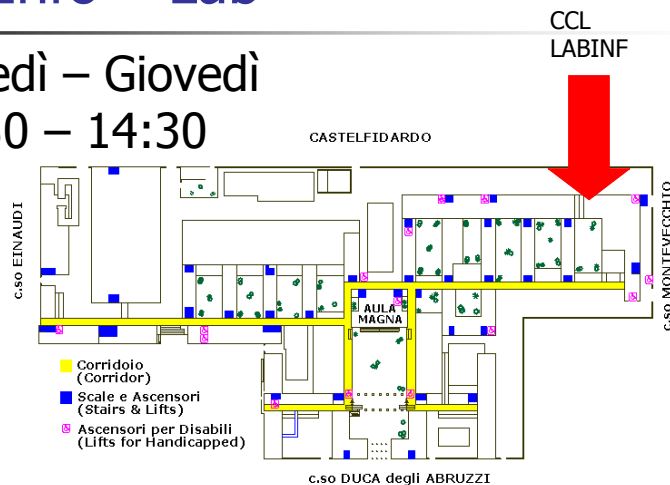 CCL
LABINF
edì – Giovedì
0 – 14:30
CASTELFIDARDO
c.so EINAUDI
c.so MONTEVECCHIO
AULA
MAGNA
Corridoio
(Corridor)
Scale e Ascensori
(Stairs & Lifts)
Ascensori per Disabili
(Lifts for Handicapped)
c.so DUCA degli ABRUZZI